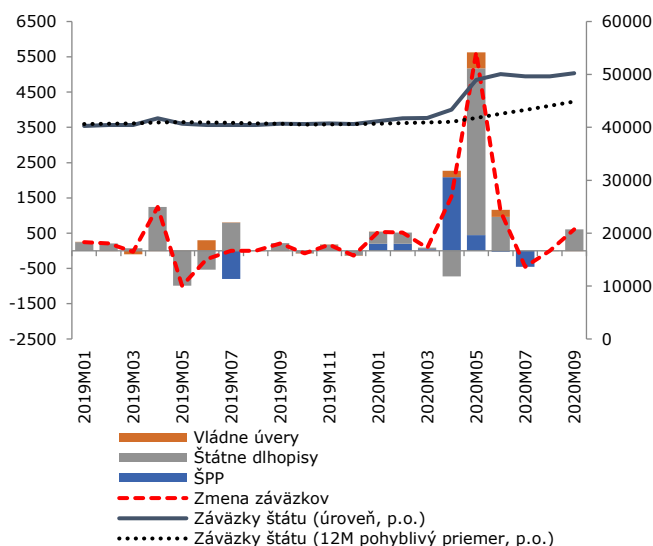 6500
5500
4500
3500
2500
1500
500
-500
-1500
-2500
60000
50000
40000
30000
20000
10000
0
2019M01
2019M03
2019M05
2019M07
2019M09
2019M11
2020M01
2020M03
2020M05
2020M07
2020M09
Vládne úvery
Štátne dlhopisy
ŠPP
Zmena záväzkov
Záväzky štátu (úroveň, p.o.)
Záväzky štátu (12M pohyblivý priemer, p.o.)